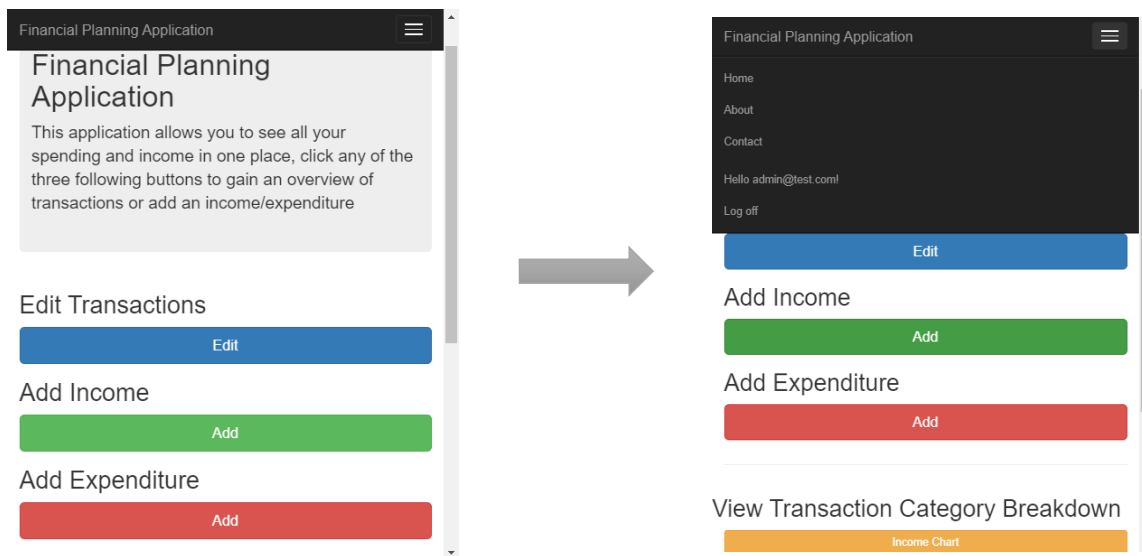 Financial Planning Application
Financial Planning
Application
This application allows you to see all your
spending and income in one place, click any of the
three following buttons to gain an overview of
transactions or add an income/expenditure
Edit Transactions
Edit
Add Income
Add
Add Expenditure
Add
Financial Planning Application
Home
About
Contact
Hello admin@test.com!
Log off
Edit
Add Income
Add
Add Expenditure
Add
View Transaction Category Breakdown
Income Chart